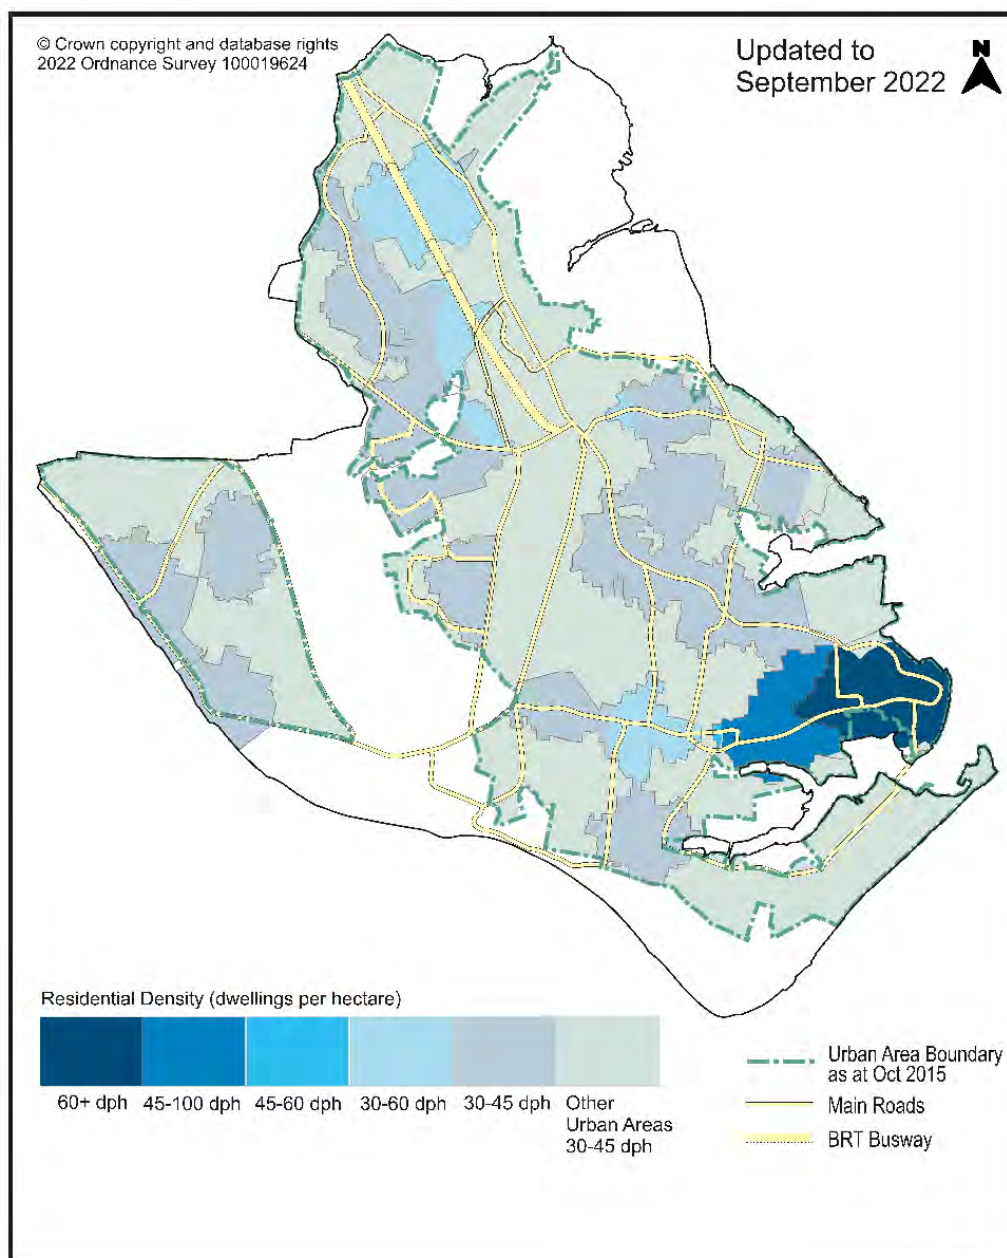 © Crown copyright and database rights
2022 Ordnance Survey 100019624
Updated to
September 2022
N
Residential Density (dwellings per hectare)
60+ dph
45-100 dph
45-60 dph
30-60 dph
30-45 dph
Other
Urban Areas
30-45 dph
Urban Area Boundary
as at Oct 2015
Main Roads
BRT Busway